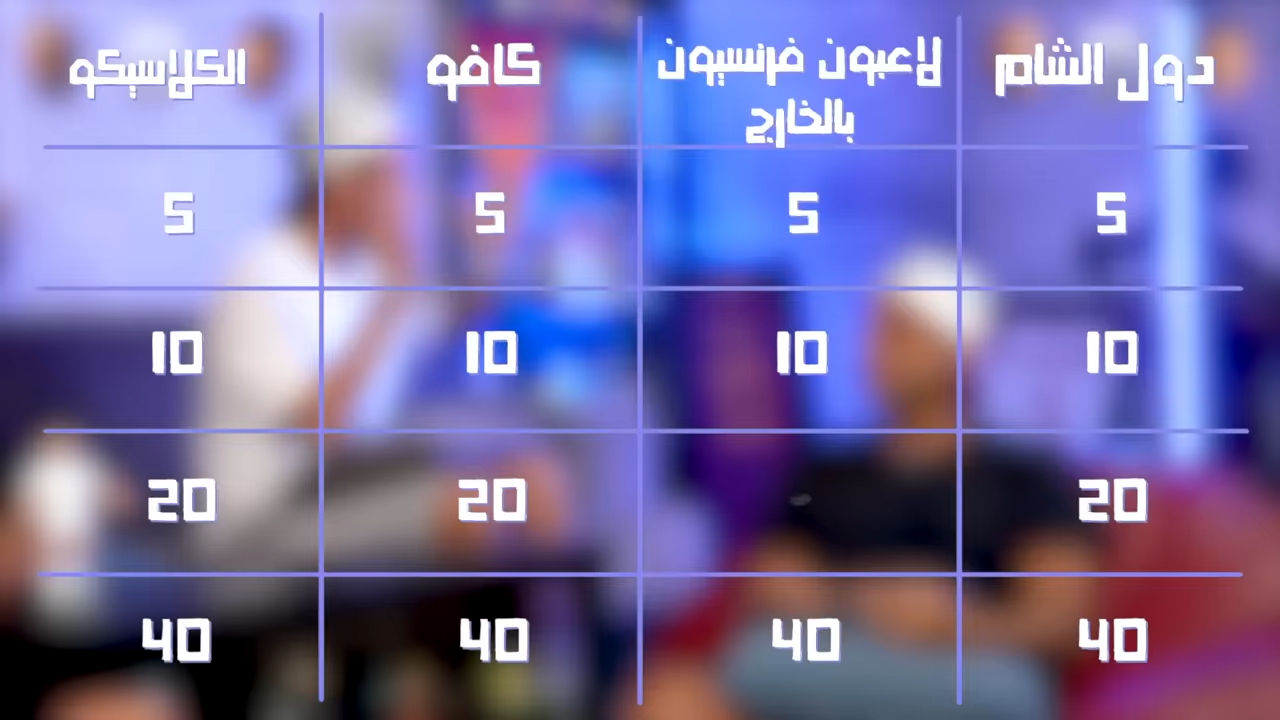 دول الشام لاعبون فرنسيون بالخارج كافو الكلاسيكو
5 5 5 5
10 10 10 10
20 20 20
40 40 40 40